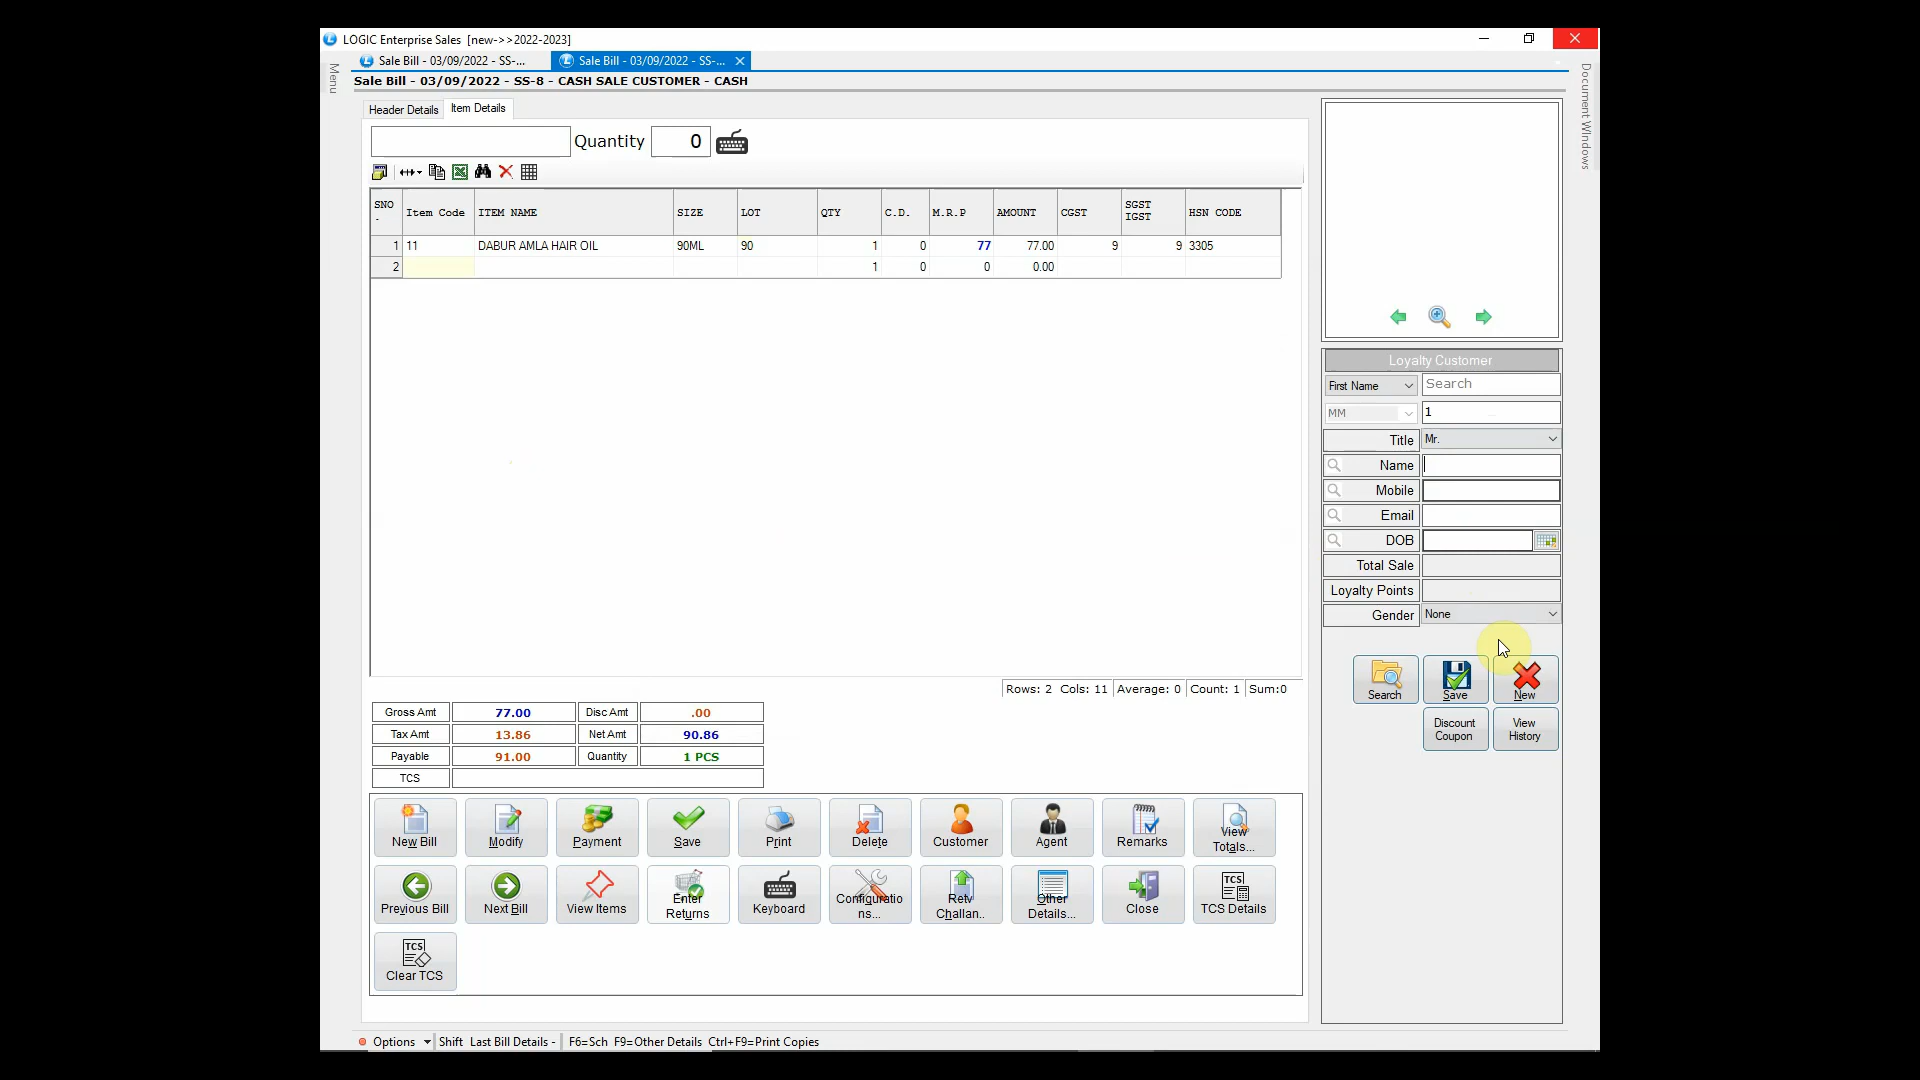 LOGIC Enterprise Sales [new->>2022-2023]
Menu
Sale Bill - 03/09/2022 - SS-...
Sale Bill - 03/09/2022 - SS-...
Document Windows
Sale Bill - 03/09/2022 - SS-8 - CASH SALE CUSTOMER - CASH
Header Details
Item Details
Quantity 0
SNO - Item Code ITEM NAME SIZE LOT QTY C.D. M.R.P AMOUNT CGST SGST IGST HSN CODE
1 11 DABUR AMLA HAIR OIL 90ML 90 1 0 77 77.00 9 9 3305
2 1 0 0 0.00
Rows: 2 Cols: 11 Average: 0 Count: 1 Sum:0
Gross Amt 77.00 Disc Amt .00
Tax Amt 13.86 Net Amt 90.86
Payable 91.00 Quantity 1 PCS
TCS
New Bill Modify Payment Save Print Delete Customer Agent Remarks View Totals...
Previous Bill Next Bill View Items Enter Returns Keyboard Configurations... Retv Challan.. Other Details... Close TCS Details
TCS
Clear TCS
Loyalty Customer
First Name Search
MM 1
Title Mr.
Name
Mobile
Email
DOB
Total Sale
Loyalty Points
Gender None
Search Save New
Discount Coupon
View History
Options Shift Last Bill Details - F6=Sch F9=Other Details Ctrl+F9=Print Copies